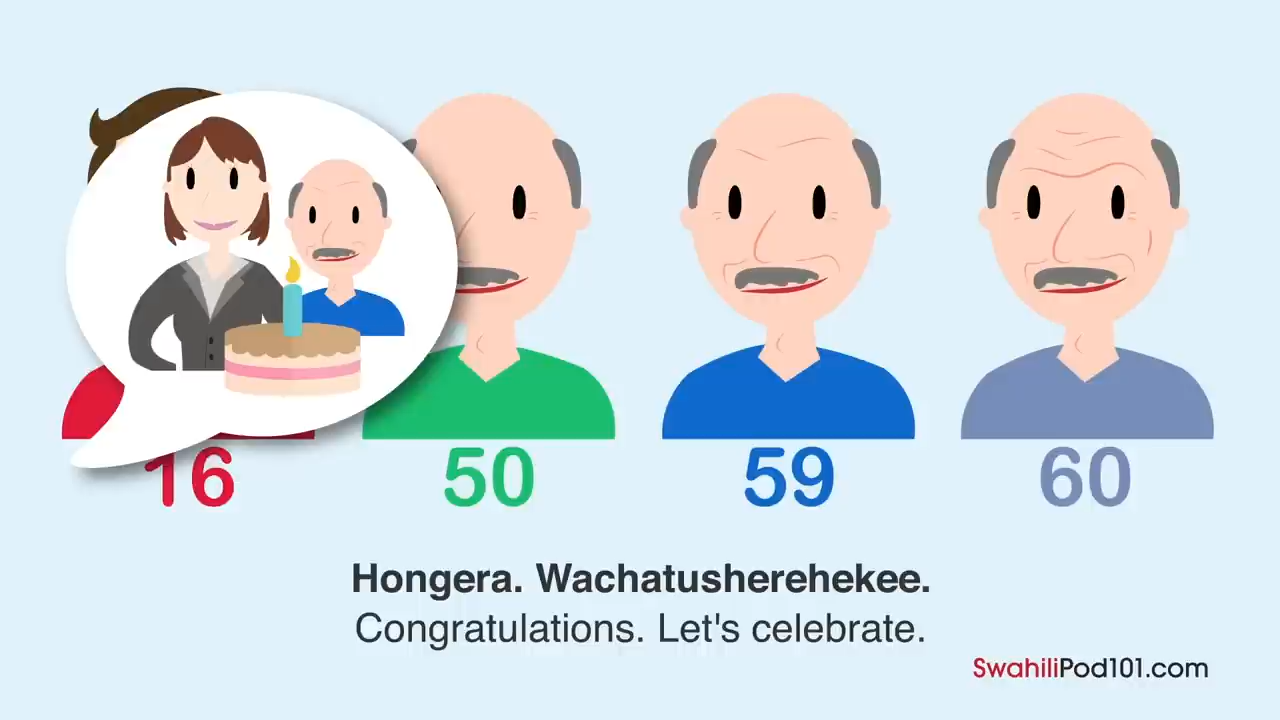 16 50 59 60
Hongera. Wachatusherehekee.
Congratulations. Let's celebrate.
SwahiliPod101.com